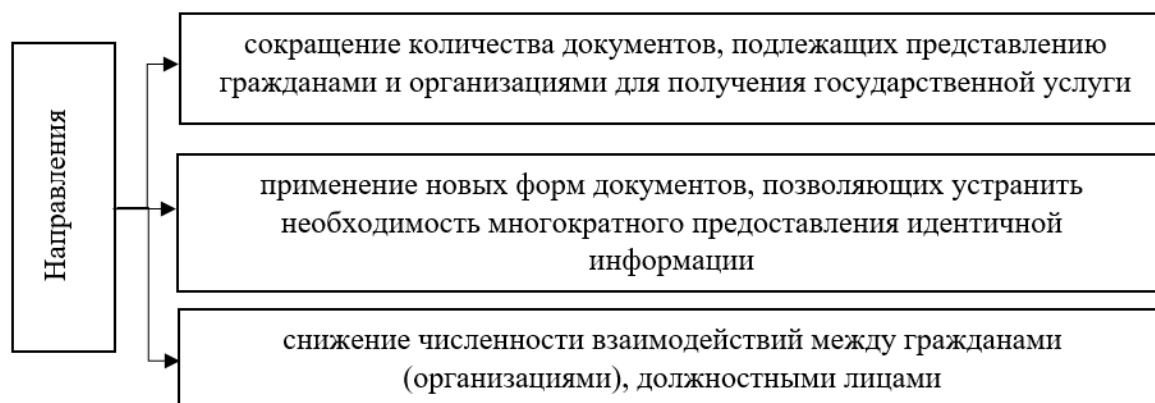 Направления
сокращение количества документов, подлежащих представлению
гражданами и организациями для получения государственной услуги
применение новых форм документов, позволяющих устранить
необходимость многократного предоставления идентичной
информации
снижение численности взаимодействий между гражданами
(организациями), должностными лицами